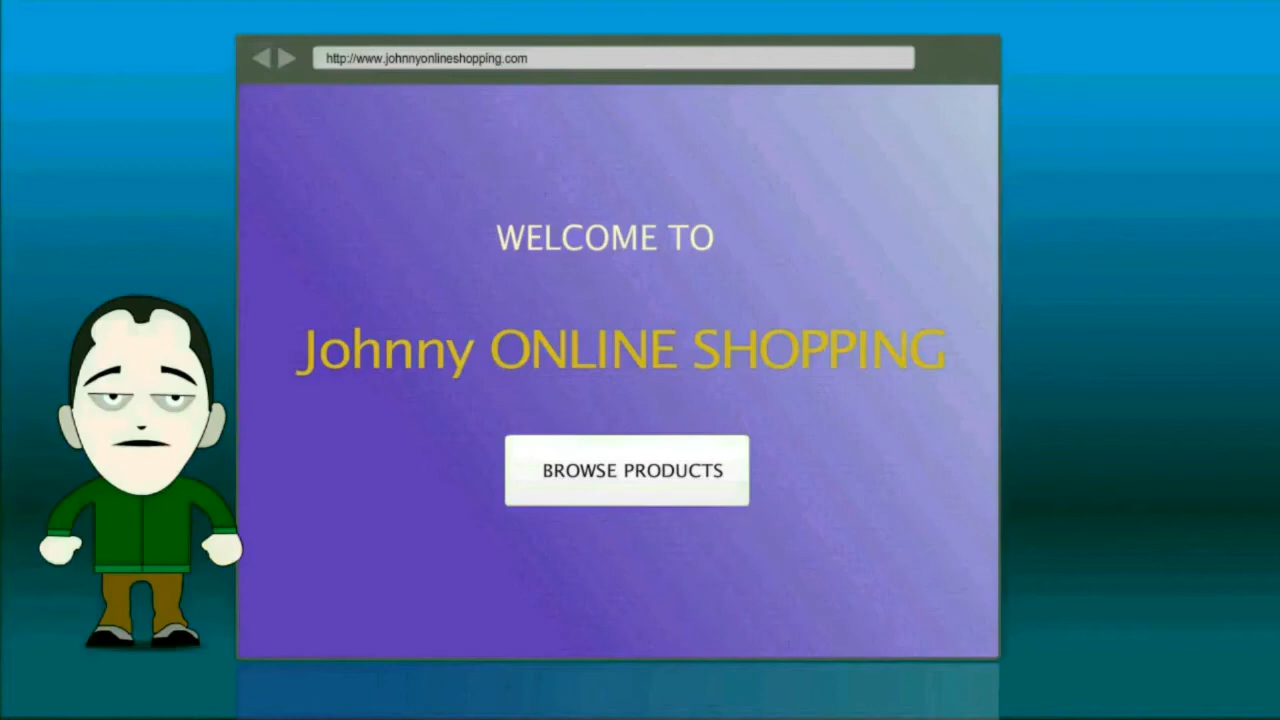 http://www.johnnyonlineshopping.com
WELCOME TO
Johnny ONLINE SHOPPING
BROWSE PRODUCTS